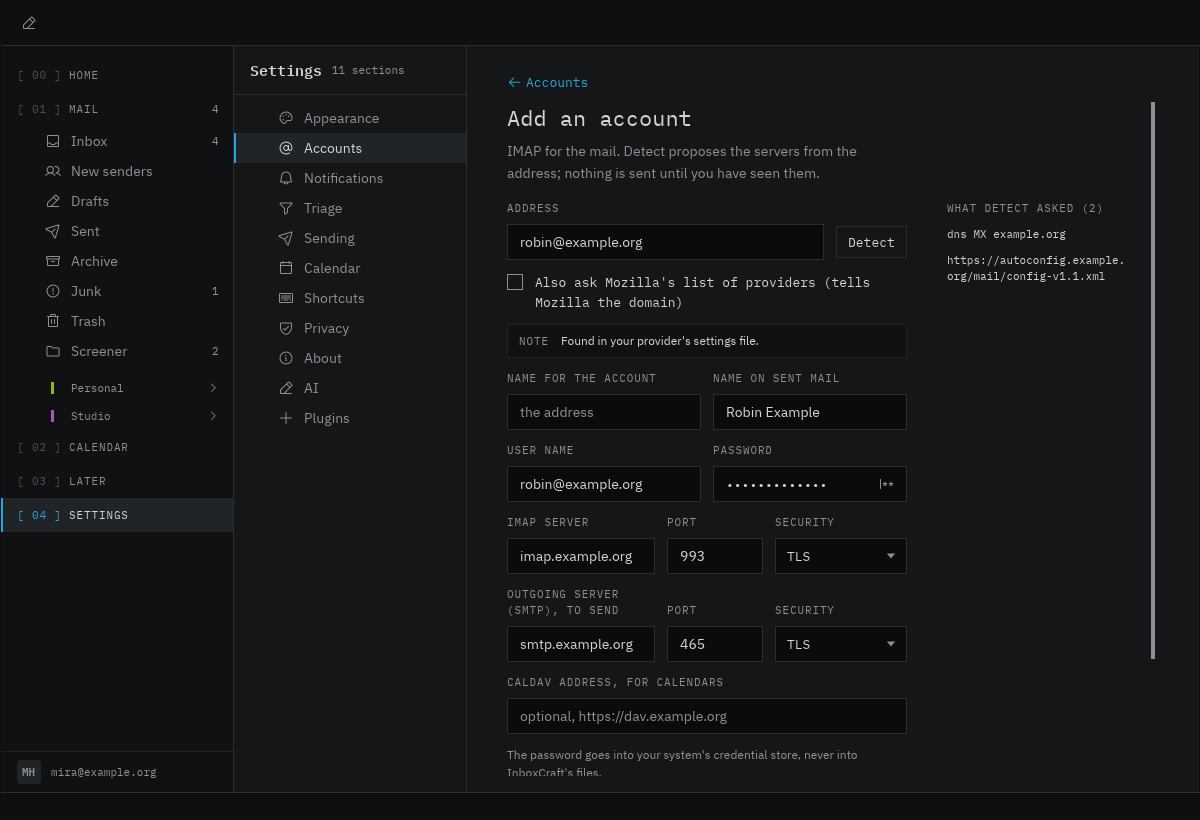 [ 00 ] HOME
[ 01 ] MAIL 4
Inbox 4
New senders
Drafts
Sent
Archive
Junk 1
Trash
Screener 2
Personal
Studio
[ 02 ] CALENDAR
[ 03 ] LATER
[ 04 ] SETTINGS
MH mira@example.org
Settings 11 sections
Appearance
Accounts
Notifications
Triage
Sending
Calendar
Shortcuts
Privacy
About
AI
Plugins
← Accounts
Add an account
IMAP for the mail. Detect proposes the servers from the
address; nothing is sent until you have seen them.
ADDRESS
robin@example.org Detect
Also ask Mozilla's list of providers (tells
Mozilla the domain)
NOTE Found in your provider's settings file.
NAME FOR THE ACCOUNT NAME ON SENT MAIL
the address Robin Example
USER NAME PASSWORD
robin@example.org ••••••••••••• |**
IMAP SERVER PORT SECURITY
imap.example.org 993 TLS
OUTGOING SERVER
(SMTP), TO SEND PORT SECURITY
smtp.example.org 465 TLS
CALDAV ADDRESS, FOR CALENDARS
optional, https://dav.example.org
The password goes into your system's credential store, never into
InboxCraft's files.
WHAT DETECT ASKED (2)
dns MX example.org
https://autoconfig.example.
org/mail/config-v1.1.xml